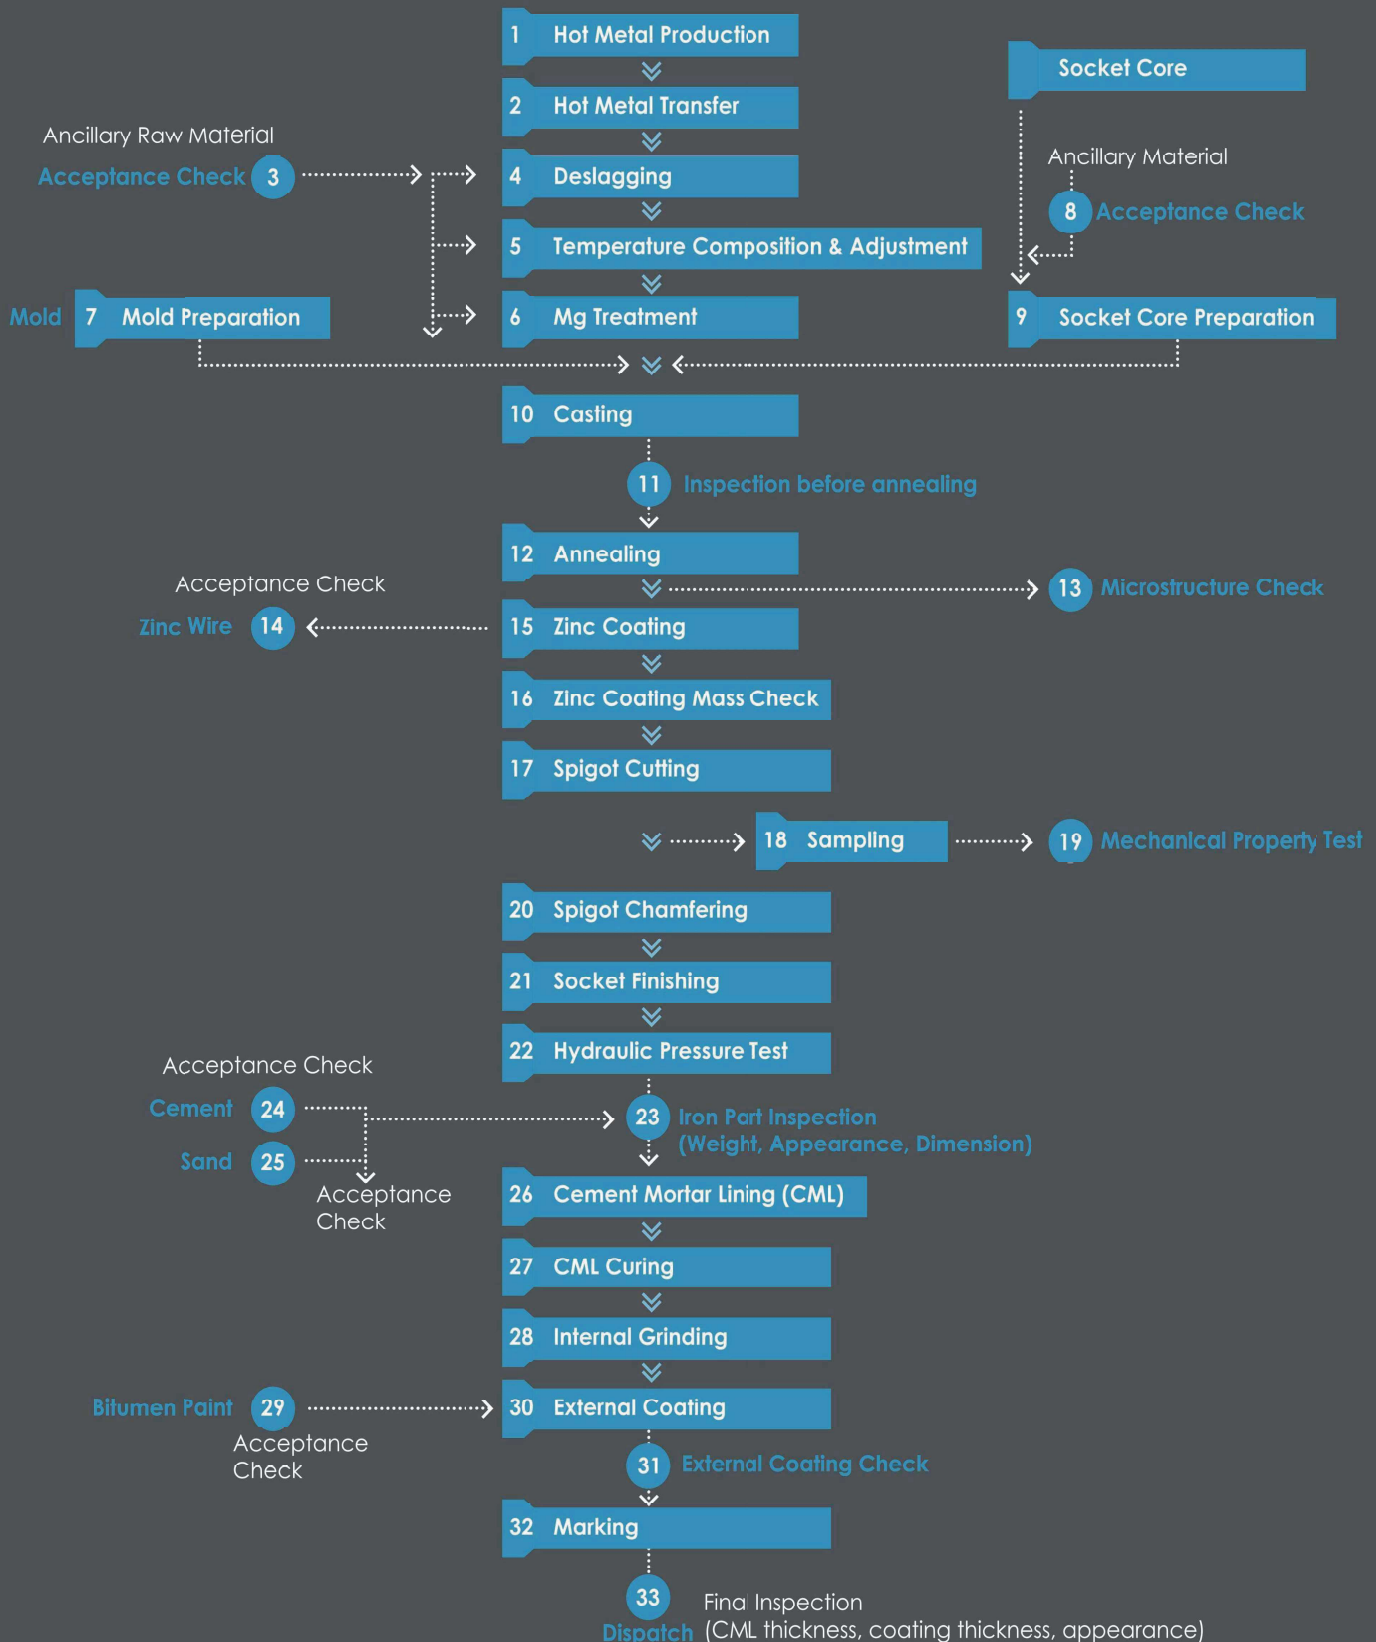 1 Hot Metal Production
Socket Core
2 Hot Metal Transfer
Ancillary Raw Material
Acceptance Check 3
4 Deslagging
Ancillary Material
8 Acceptance Check
5 Temperature Composition & Adjustment
Mold 7 Mold Preparation
6 Mg Treatment
9 Socket Core Preparation
10 Casting
11 Inspection before annealing
12 Annealing
13 Microstructure Check
Acceptance Check
Zinc Wire 14
15 Zinc Coating
16 Zinc Coating Mass Check
17 Spigot Cutting
18 Sampling
19 Mechanical Property Test
20 Spigot Chamfering
21 Socket Finishing
22 Hydraulic Pressure Test
Acceptance Check
Cement 24
23 Iron Part Inspection
(Weight, Appearance, Dimension)
Sand 25
Acceptance
Check
26 Cement Mortar Lining (CML)
27 CML Curing
28 Internal Grinding
Bitumen Paint 29
Acceptance
Check
30 External Coating
31 External Coating Check
32 Marking
33 Final Inspection
Dispatch (CML thickness, coating thickness, appearance)